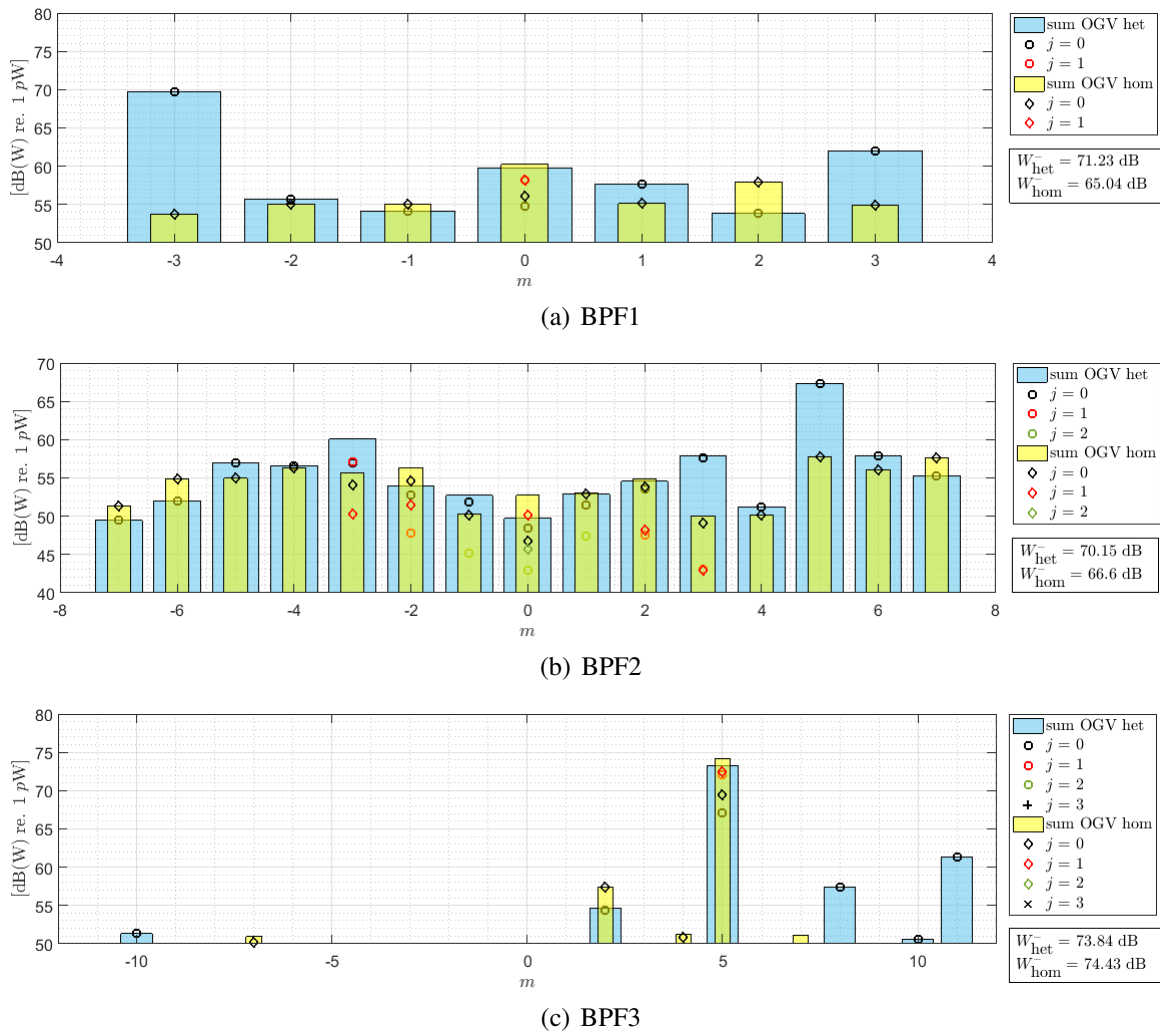 80
75
70
65
60
55
50
[dB(W) re. 1 pW]
-4 -3 -2 -1 0 1 2 3 4
m
sum OGV het
j = 0
j = 1
sum OGV hom
j = 0
j = 1
W⁻het = 71.23 dB
W⁻hom = 65.04 dB
(a) BPF1
70
65
60
55
50
45
40
[dB(W) re. 1 pW]
-8 -6 -4 -2 0 2 4 6 8
m
sum OGV het
j = 0
j = 1
j = 2
sum OGV hom
j = 0
j = 1
j = 2
W⁻het = 70.15 dB
W⁻hom = 66.6 dB
(b) BPF2
80
75
70
65
60
55
50
[dB(W) re. 1 pW]
-10 -5 0 5 10
m
sum OGV het
j = 0
j = 1
j = 2
j = 3
sum OGV hom
j = 0
j = 1
j = 2
j = 3
W⁻het = 73.84 dB
W⁻hom = 74.43 dB
(c) BPF3